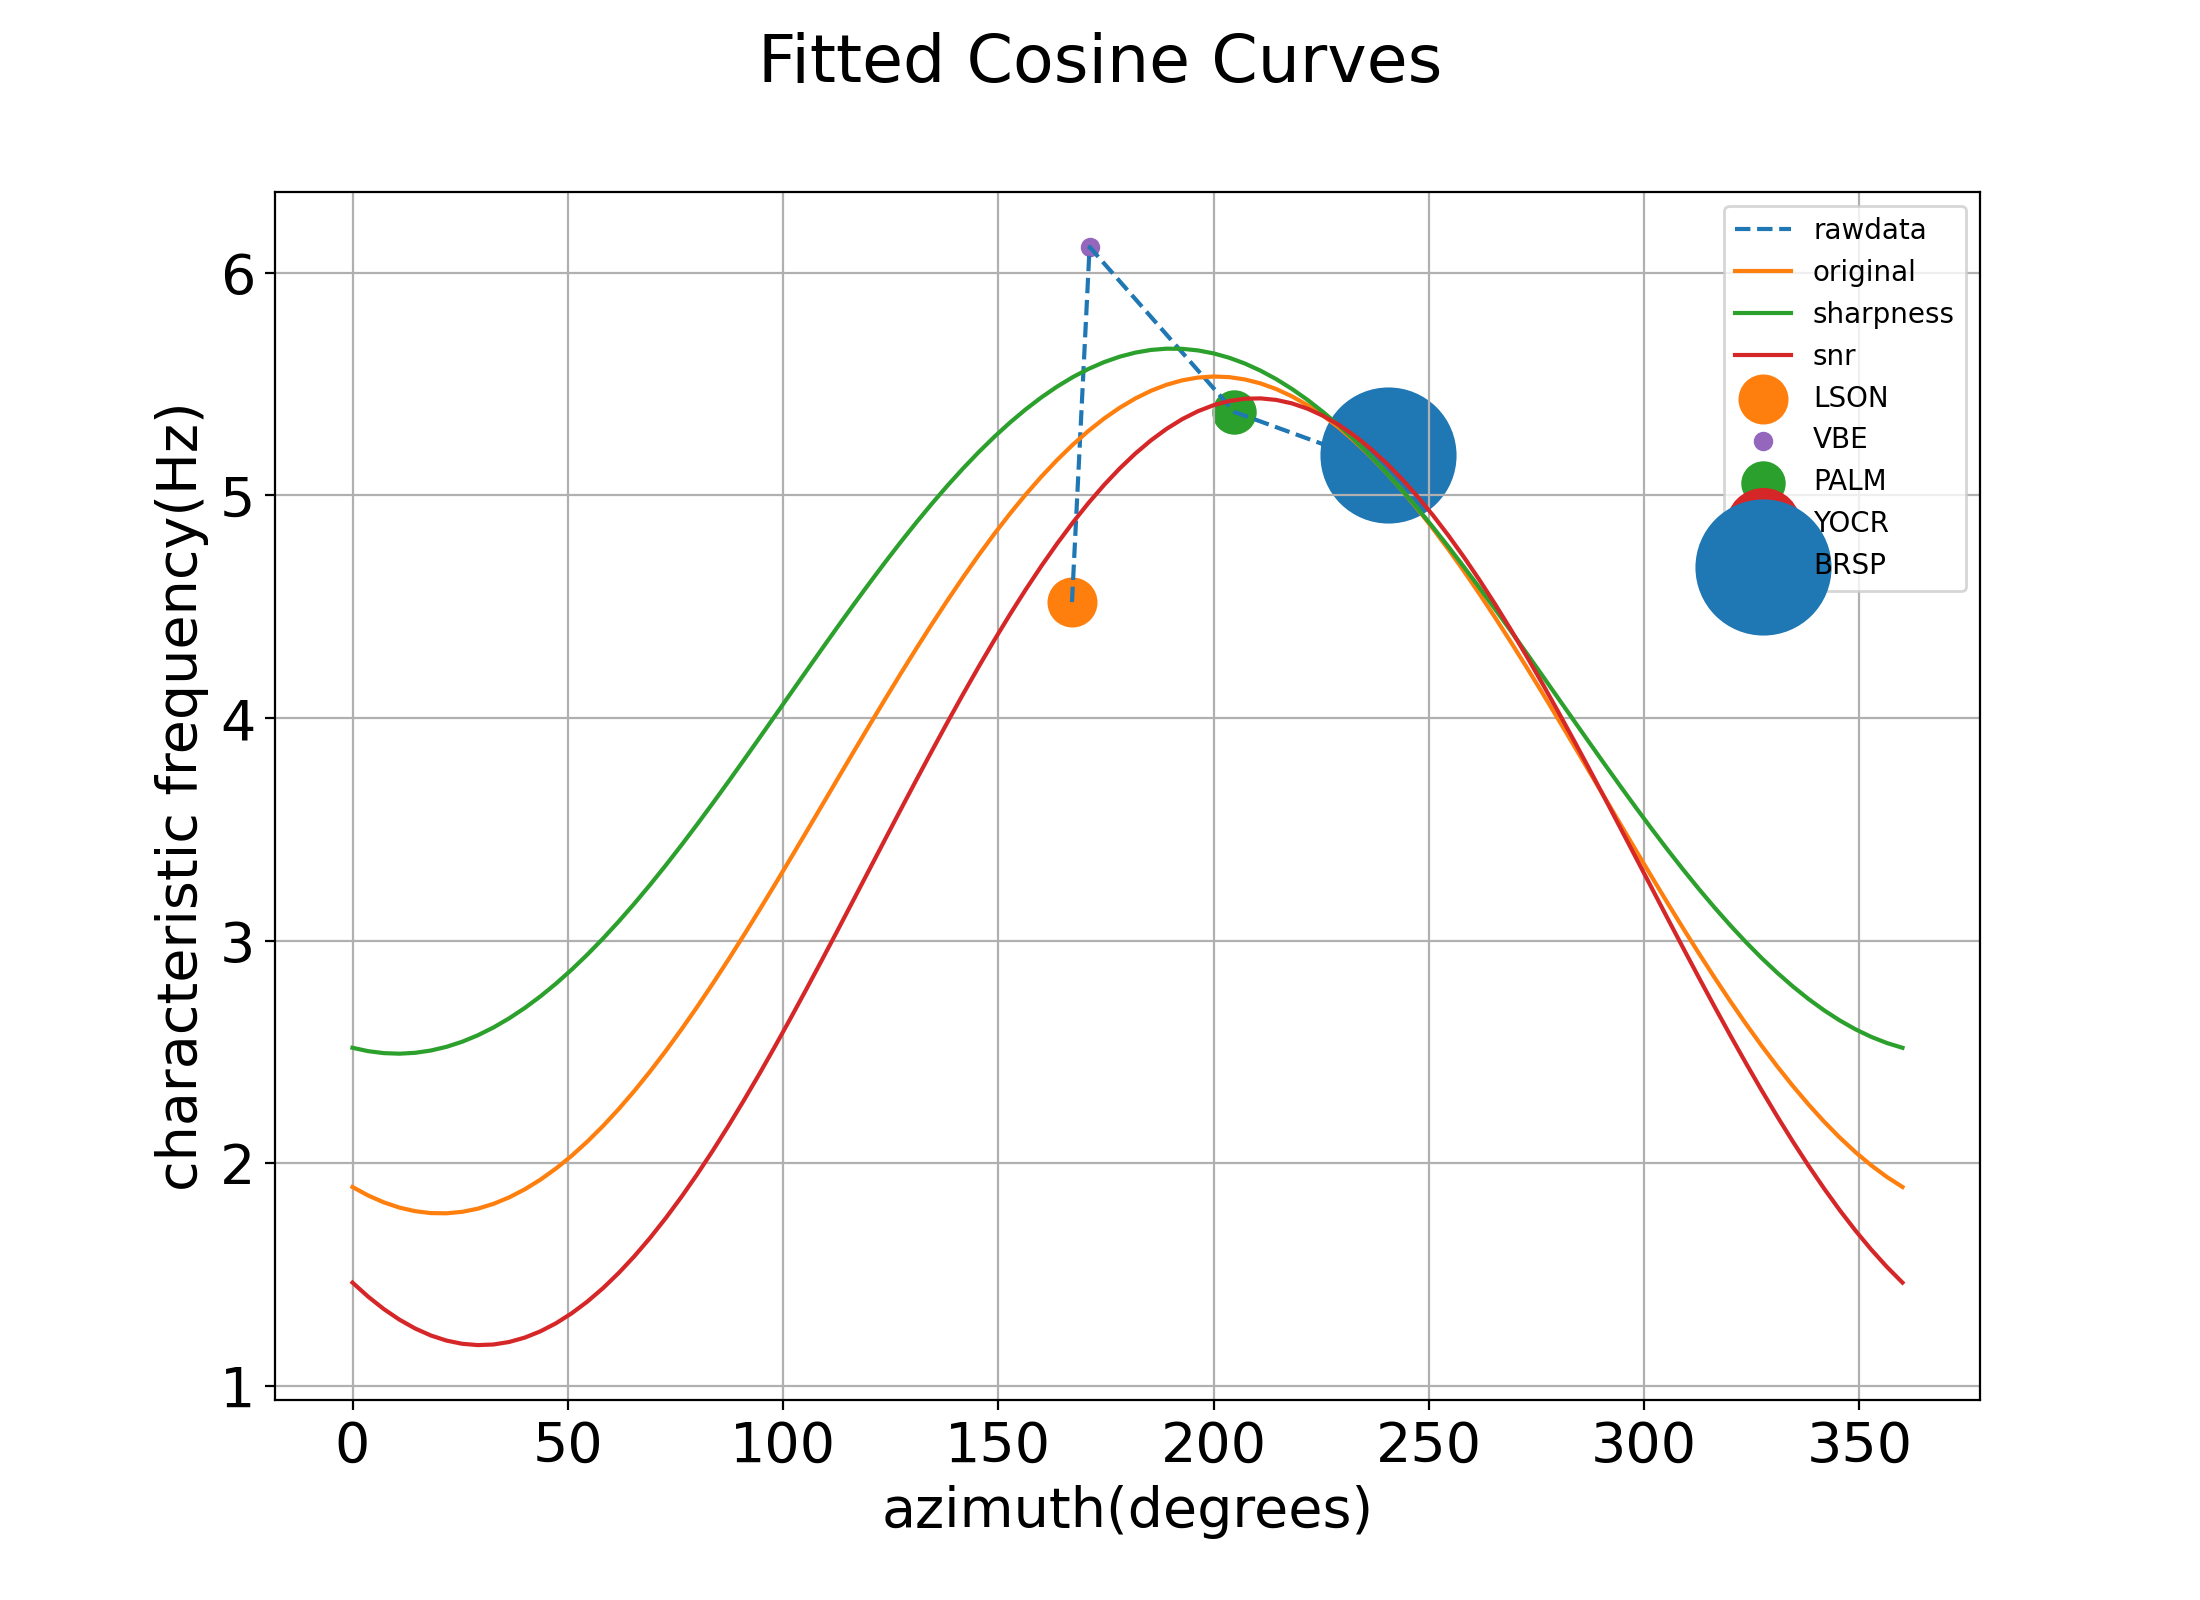 Fitted Cosine Curves
characteristic frequency(Hz)
6
5
4
3
2
1
rawdata
original
sharpness
snr
LSON
VBE
PALM
YOCR
BRSP
0 50 100 150 200 250 300 350
azimuth(degrees)